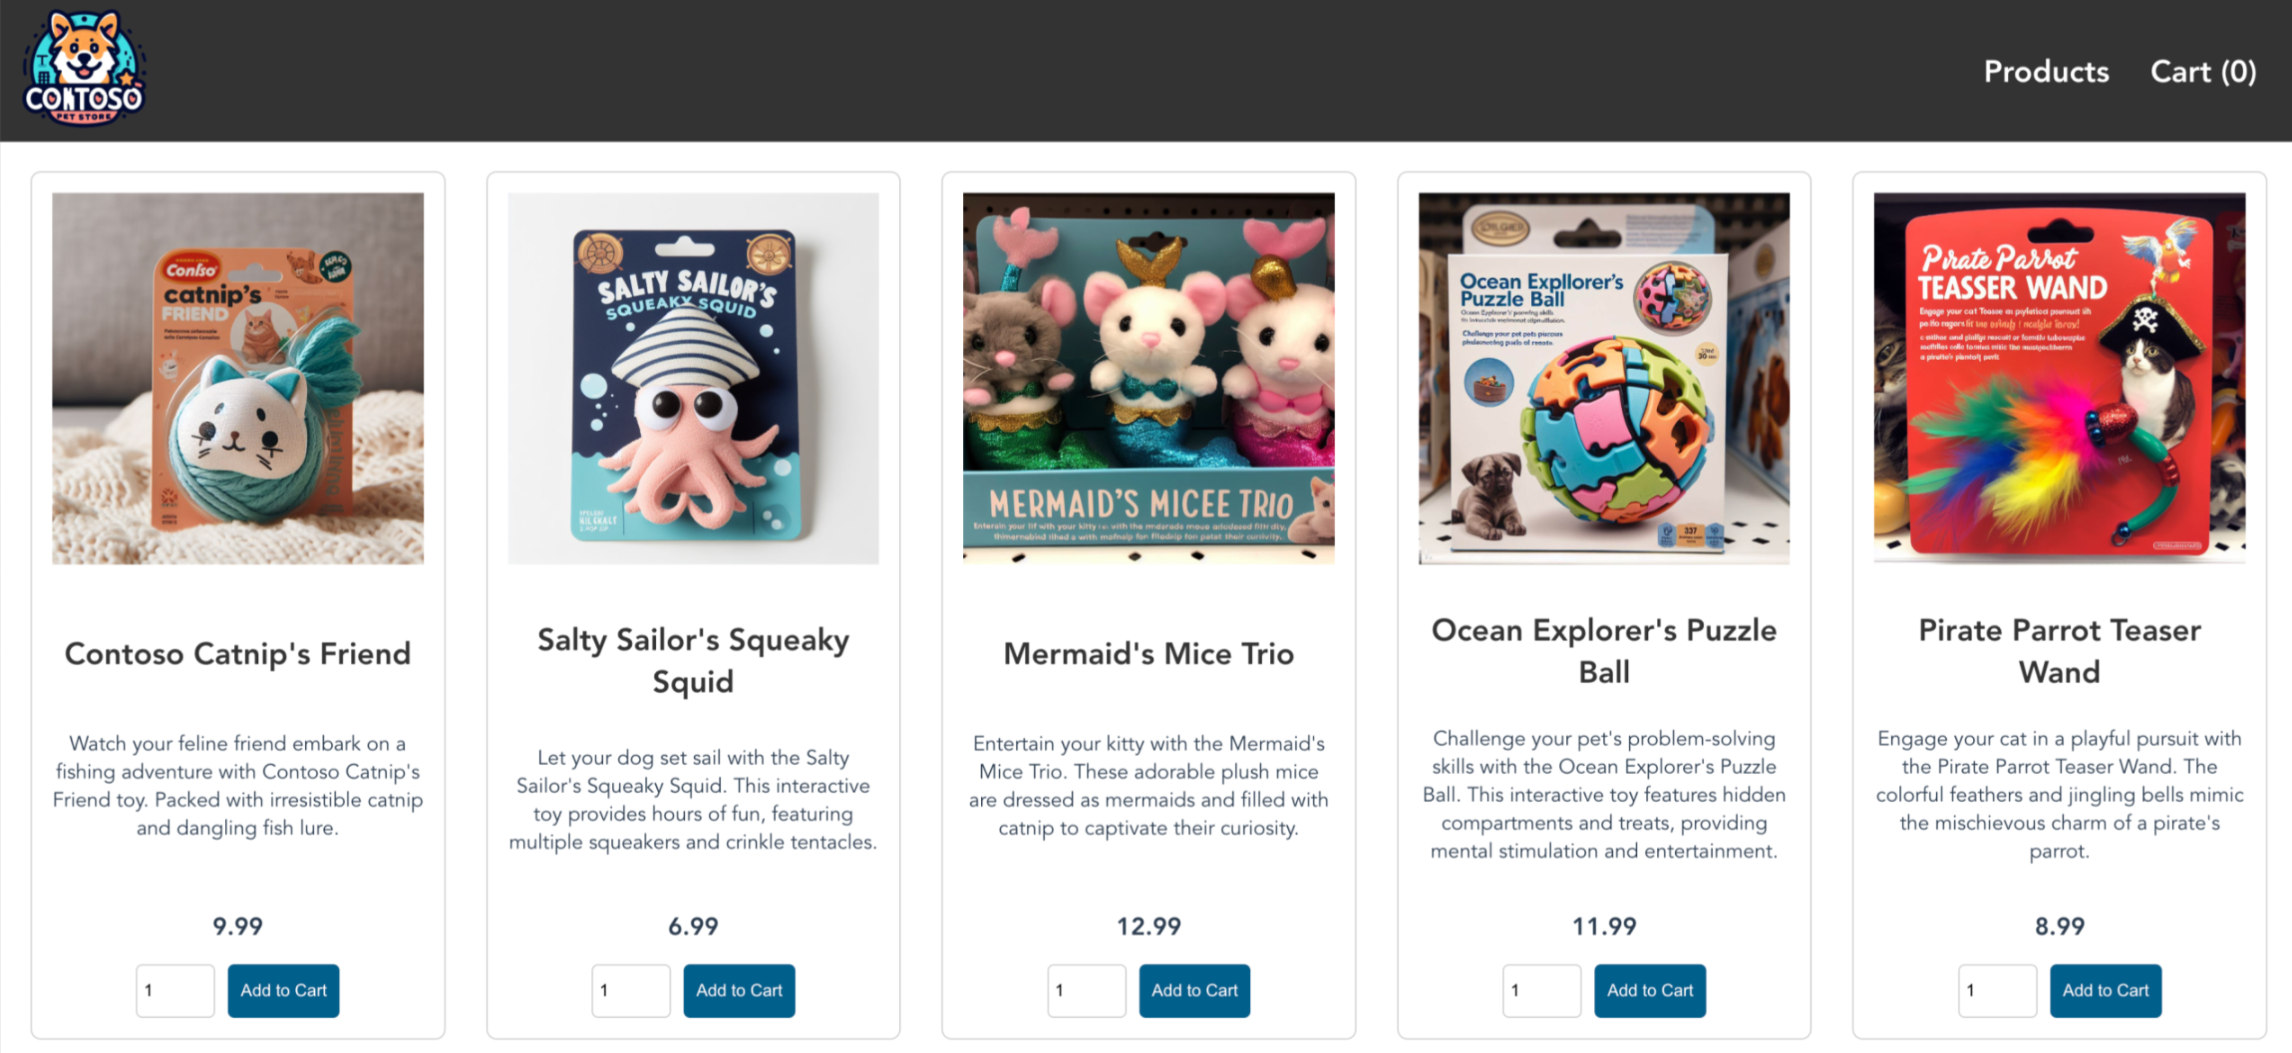 CONTOSO
PET STORE
Products
Cart (0)
Conſso
catnip's
FRIEND
SALTY SAILOR'S
SQUEAKY SQUID
MERMAID'S MICEE TRIO
Ocean Expllorer's
Puzzle Ball
337
Pirate Parrot
TEASSER WAND
Contoso Catnip's Friend
Watch your feline friend embark on a
fishing adventure with Contoso Catnip's
Friend toy. Packed with irresistible catnip
and dangling fish lure.
9.99
1
Add to Cart
Salty Sailor's Squeaky
Squid
Let your dog set sail with the Salty
Sailor's Squeaky Squid. This interactive
toy provides hours of fun, featuring
multiple squeakers and crinkle tentacles.
6.99
1
Add to Cart
Mermaid's Mice Trio
Entertain your kitty with the Mermaid's
Mice Trio. These adorable plush mice
are dressed as mermaids and filled with
catnip to captivate their curiosity.
12.99
1
Add to Cart
Ocean Explorer's Puzzle
Ball
Challenge your pet's problem-solving
skills with the Ocean Explorer's Puzzle
Ball. This interactive toy features hidden
compartments and treats, providing
mental stimulation and entertainment.
11.99
1
Add to Cart
Pirate Parrot Teaser
Wand
Engage your cat in a playful pursuit with
the Pirate Parrot Teaser Wand. The
colorful feathers and jingling bells mimic
the mischievous charm of a pirate's
parrot.
8.99
1
Add to Cart